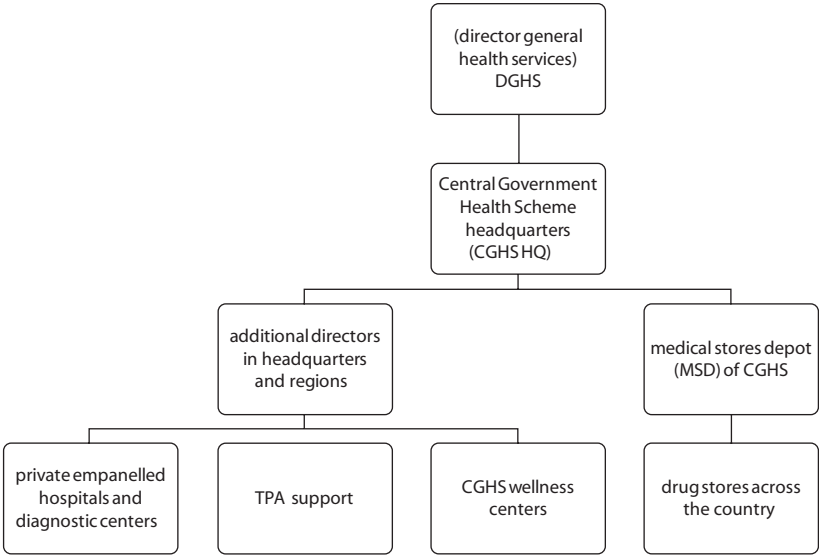 (director general
health services)
DGHS
Central Government
Health Scheme
headquarters
(CGHS HQ)
additional directors
in headquarters
and regions
medical stores depot
(MSD) of CGHS
private empanelled
hospitals and
diagnostic centers
TPA support
CGHS wellness
centers
drug stores across
the country